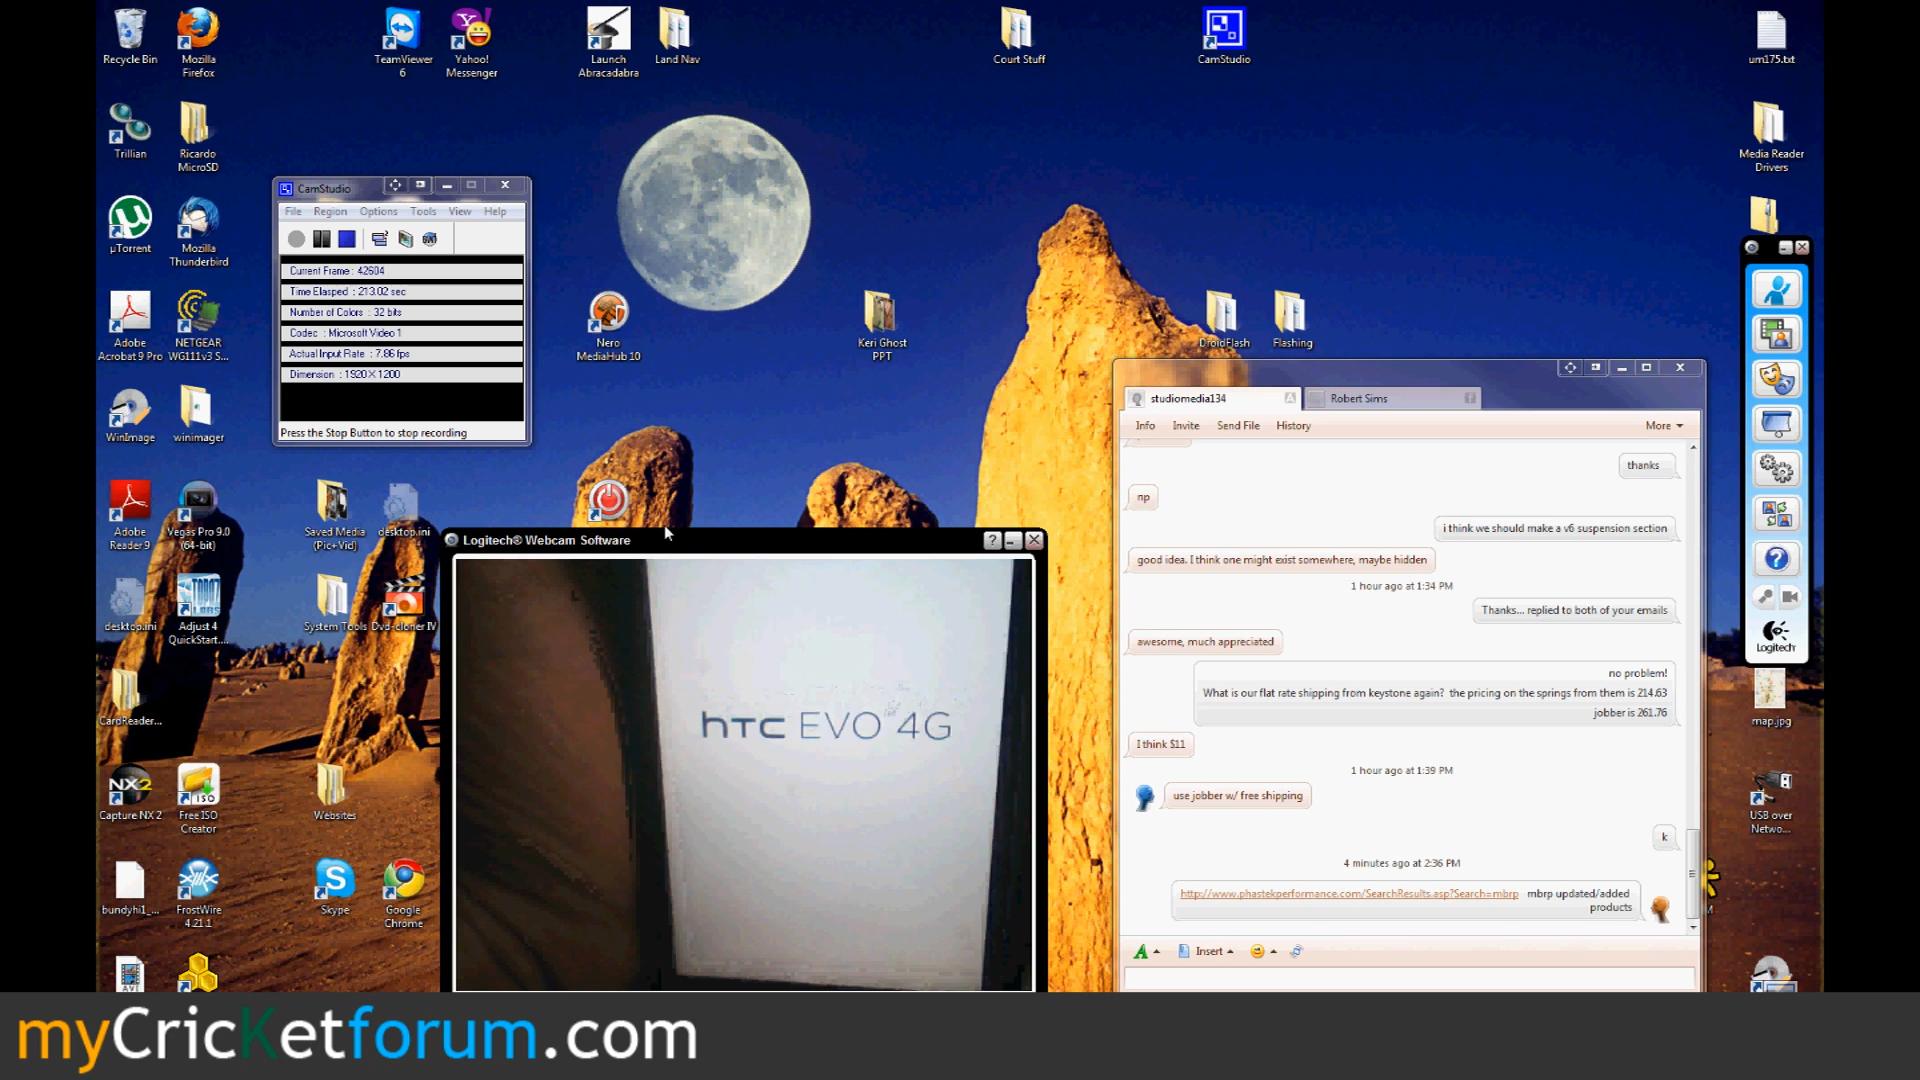 Recycle Bin
Mozilla
Firefox
TeamViewer
6
Yahoo!
Messenger
Launch
Abracadabra
Land Nav
Court Stuff
CamStudio
um175.txt
Trillian
Ricardo
MicroSD
Media Reader
Drivers
µTorrent
Mozilla
Thunderbird
CamStudio
File Region Options Tools View Help
Current Frame : 42604
Time Elasped : 213.02 sec
Number of Colors : 32 bits
Codec : Microsoft Video 1
Actual Input Rate : 7.86 fps
Dimension : 1920 X 1200
Press the Stop Button to stop recording
Adobe
Acrobat 9 Pro
NETGEAR
WG111v3 S...
Nero
MediaHub 10
Keri Ghost
PPT
DroidFlash
Flashing
WinImage
winimager
Adobe
Reader 9
Vegas Pro 9.0
(64-bit)
Saved Media
(Pic+Vid)
desktop.ini
desktop.ini
TOPAZ
LABS
Adjust 4
QuickStart....
System Tools
Dvd-cloner IV
CardReader...
NX2
Capture NX 2
ISO
Free ISO
Creator
Websites
bundyhi1_...
FrostWire
4.21.1
Skype
Google
Chrome
AVI
Logitech® Webcam Software
?
hTC EVO 4G
studiomedia134
Robert Sims
Info Invite Send File History More
thanks
np
i think we should make a v6 suspension section
good idea. I think one might exist somewhere, maybe hidden
1 hour ago at 1:34 PM
Thanks... replied to both of your emails
awesome, much appreciated
no problem!
What is our flat rate shipping from keystone again? the pricing on the springs from them is 214.63
jobber is 261.76
I think $11
1 hour ago at 1:39 PM
use jobber w/ free shipping
k
4 minutes ago at 2:36 PM
http://www.phastekperformance.com/SearchResults.asp?Search=mbrp mbrp updated/added
products
A Insert
Logitech
map.jpg
USB over
Netwo...
myCricKetforum.com